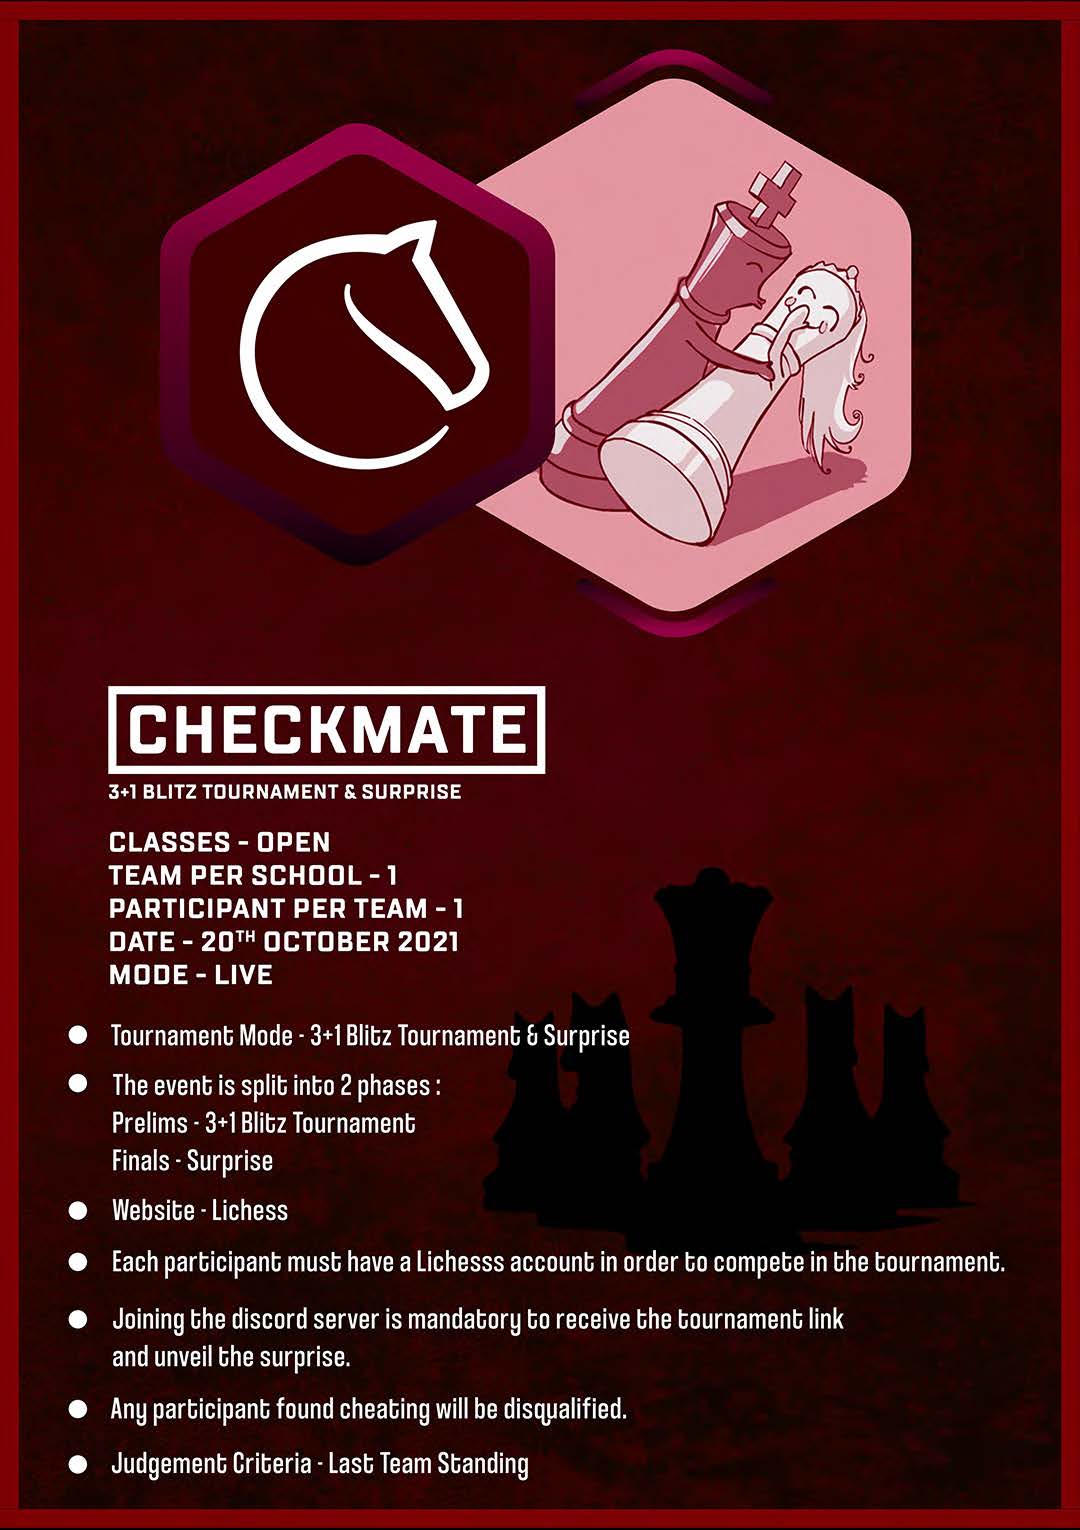 CHECKMATE
3+1 BLITZ TOURNAMENT & SURPRISE
CLASSES - OPEN
TEAM PER SCHOOL - 1
PARTICIPANT PER TEAM - 1
DATE - 20TH OCTOBER 2021
MODE - LIVE
Tournament Mode - 3+1 Blitz Tournament & Surprise
The event is split into 2 phases :
Prelims - 3+1 Blitz Tournament
Finals - Surprise
Website - Lichess
Each participant must have a Lichesss account in order to compete in the tournament.
Joining the discord server is mandatory to receive the tournament link
and unveil the surprise.
Any participant found cheating will be disqualified.
Judgement Criteria - Last Team Standing